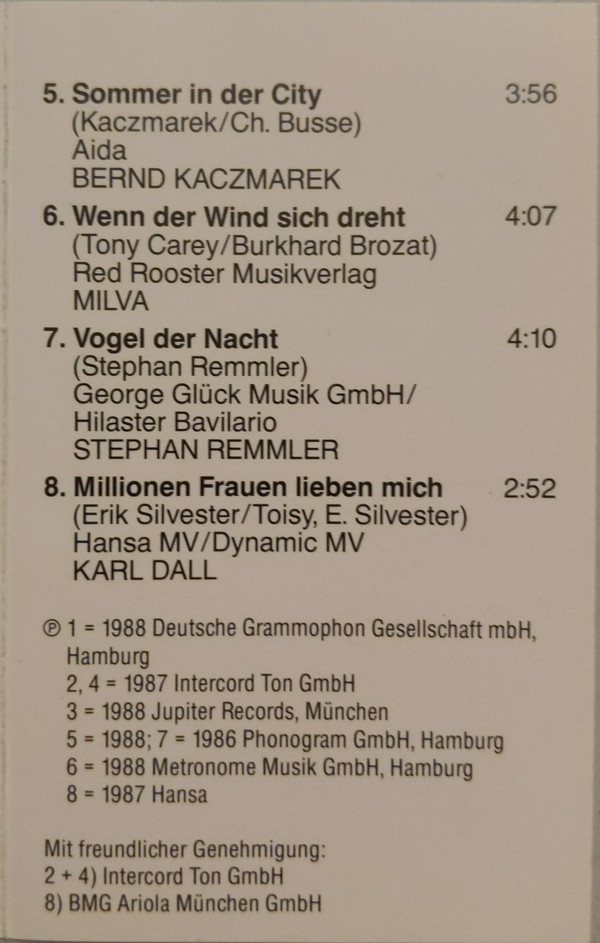 5. Sommer in der City 3:56
(Kaczmarek/Ch. Busse)
Aida
BERND KACZMAREK
6. Wenn der Wind sich dreht 4:07
(Tony Carey/Burkhard Brozat)
Red Rooster Musikverlag
MILVA
7. Vogel der Nacht 4:10
(Stephan Remmler)
George Glück Musik GmbH/
Hilaster Bavilario
STEPHAN REMMLER
8. Millionen Frauen lieben mich 2:52
(Erik Silvester/Toisy, E. Silvester)
Hansa MV/Dynamic MV
KARL DALL
℗ 1 = 1988 Deutsche Grammophon Gesellschaft mbH,
Hamburg
2, 4 = 1987 Intercord Ton GmbH
3 = 1988 Jupiter Records, München
5 = 1988; 7 = 1986 Phonogram GmbH, Hamburg
6 = 1988 Metronome Musik GmbH, Hamburg
8 = 1987 Hansa
Mit freundlicher Genehmigung:
2 + 4) Intercord Ton GmbH
8) BMG Ariola München GmbH